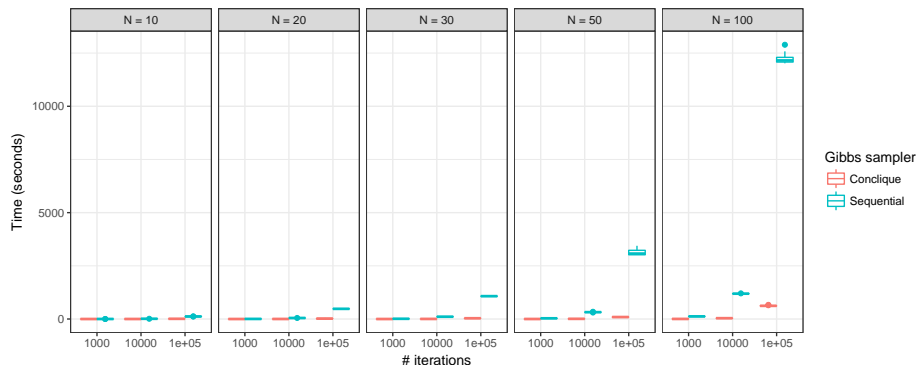 N = 10 N = 20 N = 30 N = 50 N = 100
10000
5000
0
Time (seconds)
1000 10000 1e+05 1000 10000 1e+05 1000 10000 1e+05 1000 10000 1e+05 1000 10000 1e+05
# iterations
Gibbs sampler
Conclique
Sequential